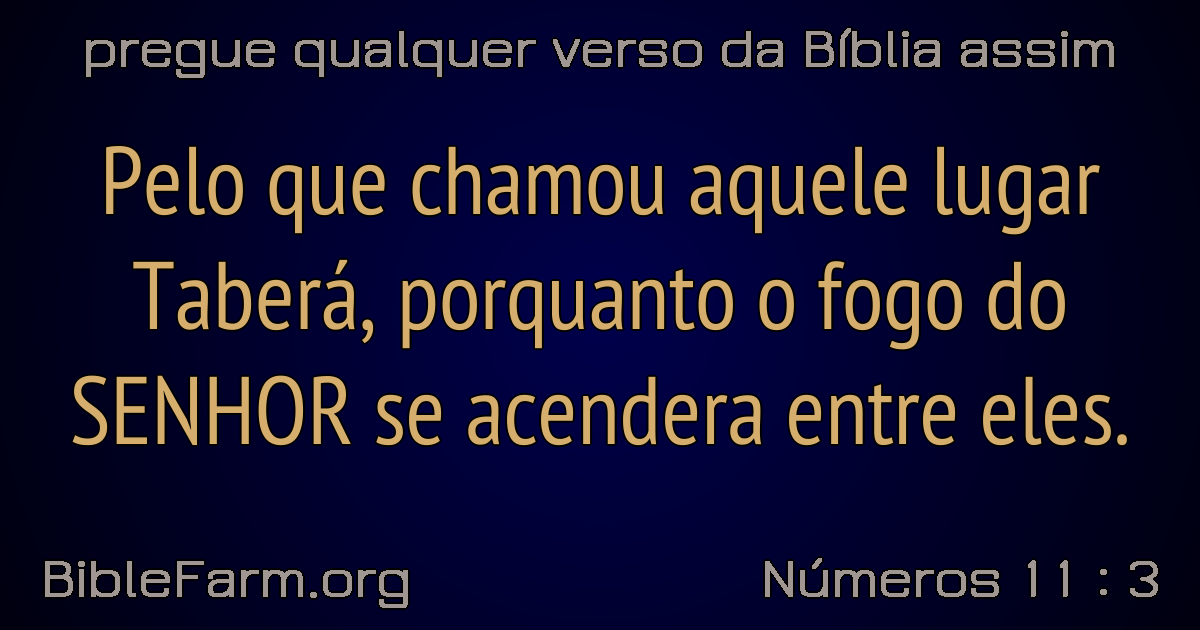 pregue qualquer verso da Bíblia assim
Pelo que chamou aquele lugar
Taberá, porquanto o fogo do
SENHOR se acendera entre eles.
BibleFarm.org
Números 11 : 3